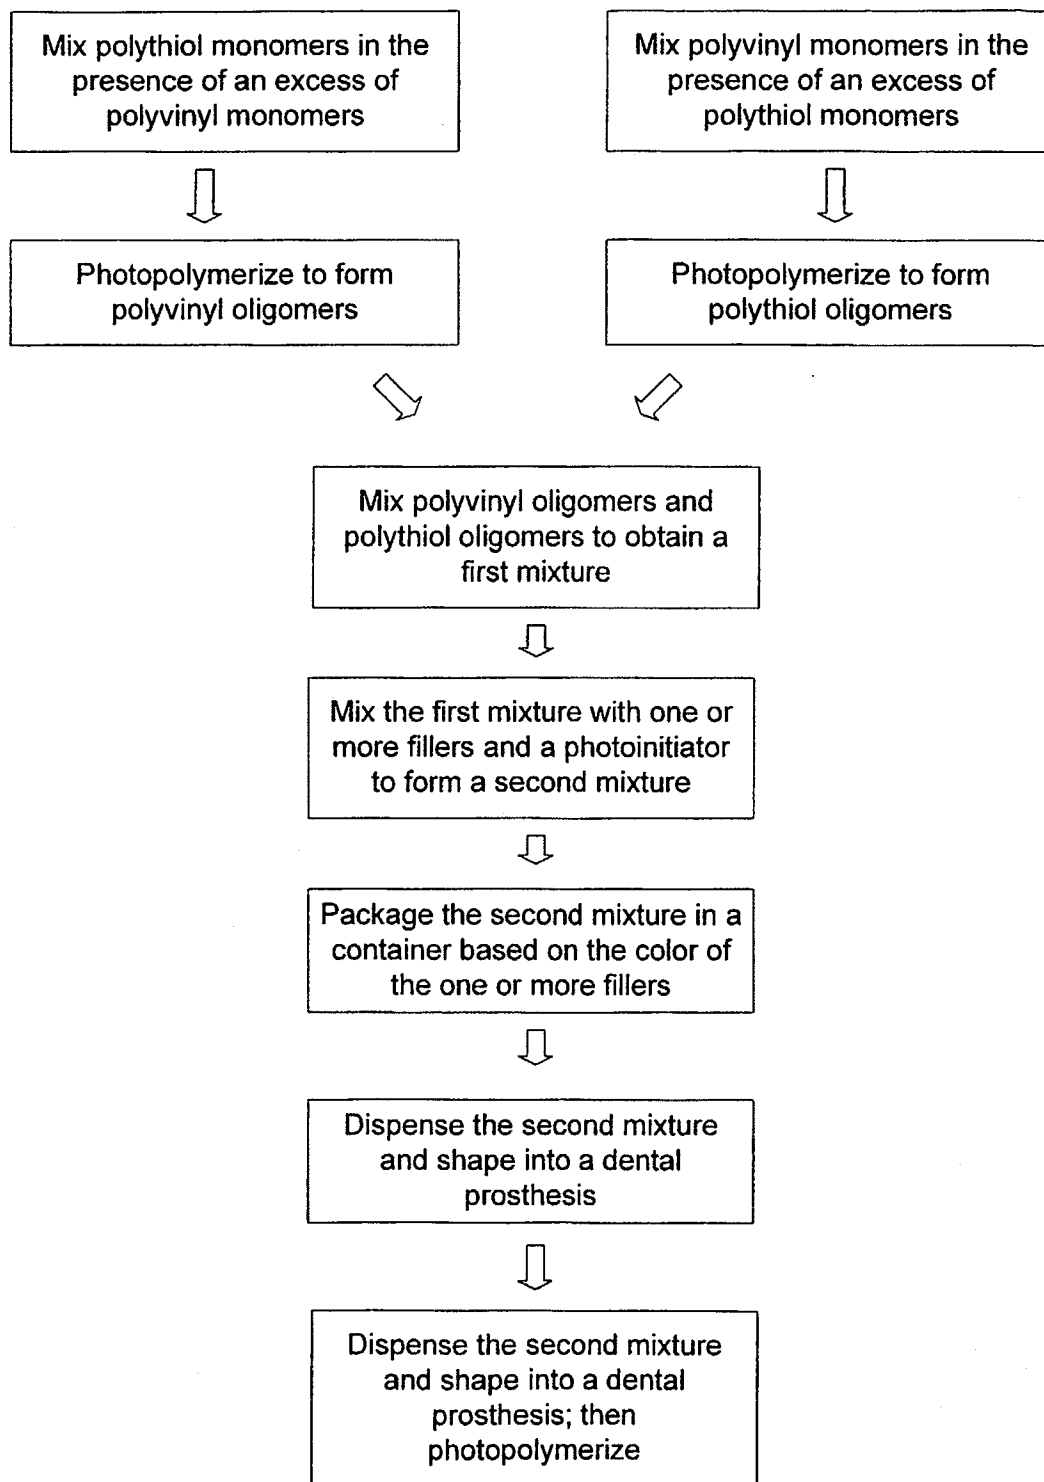 Mix polythiol monomers in the
presence of an excess of
polyvinyl monomers
Mix polyvinyl monomers in the
presence of an excess of
polythiol monomers
Photopolymerize to form
polyvinyl oligomers
Photopolymerize to form
polythiol oligomers
Mix polyvinyl oligomers and
polythiol oligomers to obtain a
first mixture
Mix the first mixture with one or
more fillers and a photoinitiator
to form a second mixture
Package the second mixture in a
container based on the color of
the one or more fillers
Dispense the second mixture
and shape into a dental
prosthesis
Dispense the second mixture
and shape into a dental
prosthesis; then
photopolymerize